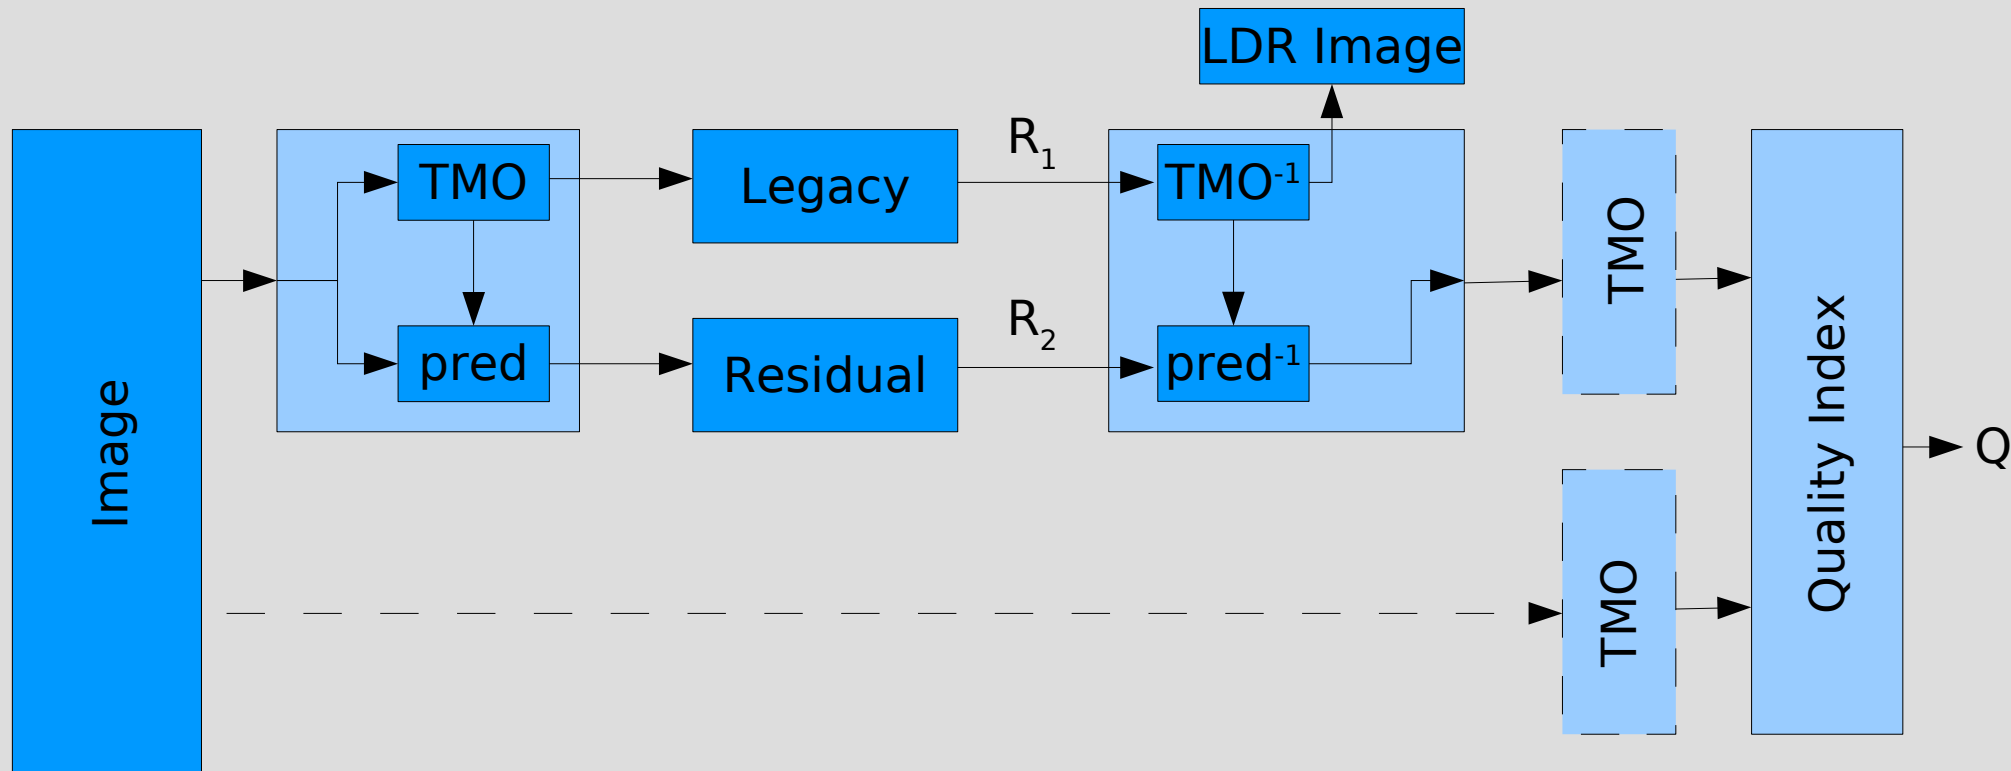 LDR Image
Image
TMO
pred
Legacy
Residual
R₁
R₂
TMO⁻¹
pred⁻¹
TMO
TMO
Quality Index
Q